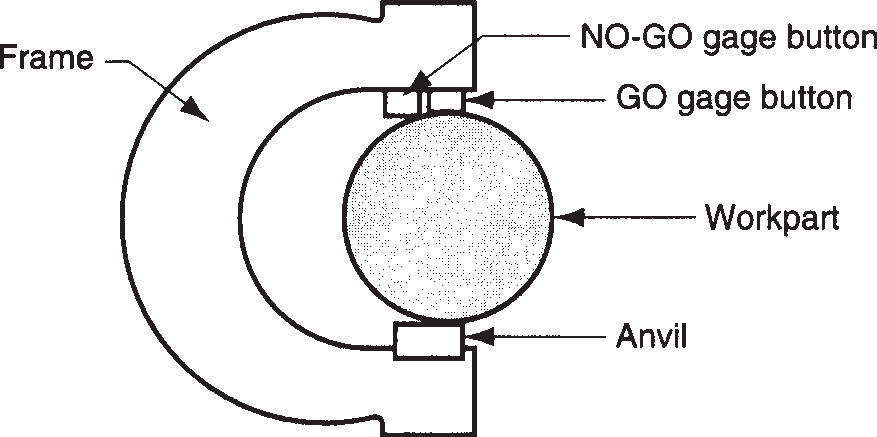 NO-GO gage button
Frame
GO gage button
Workpart
Anvil